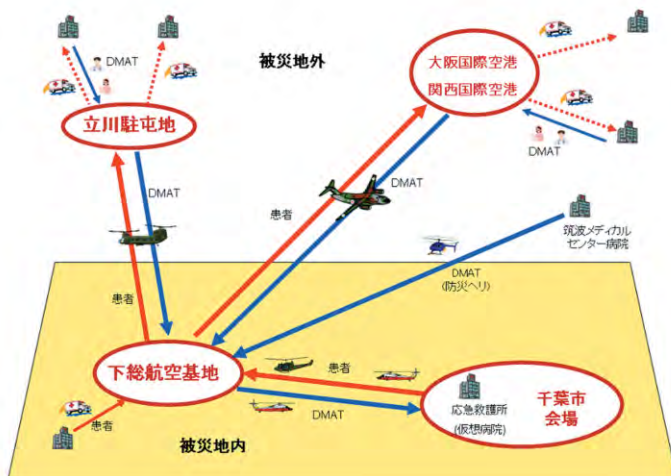 DMAT
被災地外
大阪国際空港
関西国際空港
立川駐屯地
DMAT
DMAT
DMAT
患者
筑波メディカル
センター病院
DMAT
(防災ヘリ)
患者
下総航空基地
患者
応急救護所
(仮想病院)
千葉市
会場
DMAT
患者
被災地内